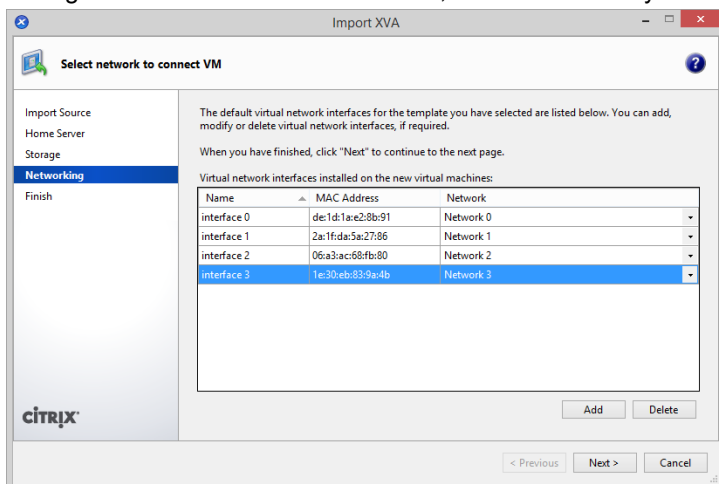 Import XVA
Select network to connect VM
Import Source
Home Server
Storage
Networking
Finish
The default virtual network interfaces for the template you have selected are listed below. You can add,
modify or delete virtual network interfaces, if required.
When you have finished, click "Next" to continue to the next page.
Virtual network interfaces installed on the new virtual machines:
Name MAC Address Network
interface 0 de:1d:1a:e2:8b:91 Network 0
interface 1 2a:1f:da:5a:27:86 Network 1
interface 2 06:a3:ac:68:fb:80 Network 2
interface 3 1e:30:eb:83:9a:4b Network 3
Add Delete
CİTRIX
< Previous Next > Cancel